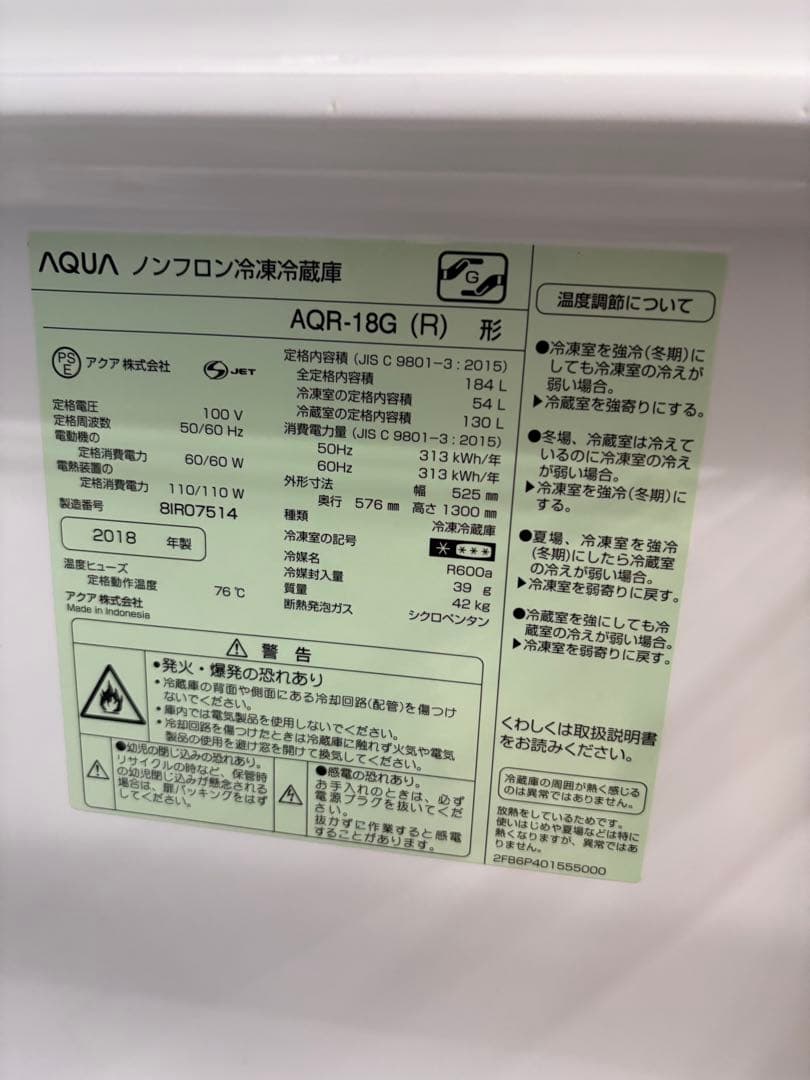 AQUA ノンフロン冷凍冷蔵庫
G
AQR-18G (R) 形
PS
E
アクア株式会社
S JET
定格電圧 100 V
定格周波数 50/60 Hz
電動機の
定格消費電力 60/60 W
電熱装置の
定格消費電力 110/110 W
製造番号 8IR07514
2018 年製
温度ヒューズ
定格動作温度 76℃
アクア株式会社
Made in Indonesia
定格内容積 (JIS C 9801-3:2015)
全定格内容積 184 L
冷凍室の定格内容積 54 L
冷蔵室の定格内容積 130 L
消費電力量 (JIS C 9801-3:2015)
50Hz 313 kWh/年
60Hz 313 kWh/年
外形寸法 幅 525 mm
奥行 576 mm 高さ 1300 mm
種類 冷凍冷蔵庫
冷凍室の記号 * ***
冷媒名 R600a
冷媒封入量 39 g
質量 42 kg
断熱発泡ガス シクロペンタン
警告
•発火・爆発の恐れあり
・冷蔵庫の背面や側面にある冷却回路(配管)を傷つけ
ないでください。
・庫内では電気製品を使用しないでください。
・冷却回路を傷つけたときは冷蔵庫に触れず火気や電気
製品の使用を避け窓を開けて換気してください。
●幼児の閉じ込みの恐れあり。
リサイクルの時など、保管時
の幼児閉じ込みが懸念される
場合は、扉パッキングをはず
してください。
●感電の恐れあり。
お手入れのときは、必ず
電源プラグを抜いてくだ
さい。
抜かずに作業すると感電
することがあります。
温度調節について
●冷凍室を強冷(冬期)に
しても冷凍室の冷えが
弱い場合。
▶冷蔵室を強寄りにする。
●冬場、冷蔵室は冷えて
いるのに冷凍室の冷え
が弱い場合。
▶冷凍室を強冷(冬期)に
する。
●夏場、冷凍室を強冷
(冬期)にしたら冷蔵室
の冷えが弱い場合。
▶冷凍室を弱寄りに戻す。
●冷蔵室を強にしても冷
蔵室の冷えが弱い場合。
▶冷凍室を弱寄りに戻す。
くわしくは取扱説明書
をお読みください。
冷蔵庫の周囲が熱く感じる
のは異常ではありません。
放熱をしているためです。
使いはじめや夏場などは特に
熱くなりますが、異常ではあ
りません。
2FB6P401555000